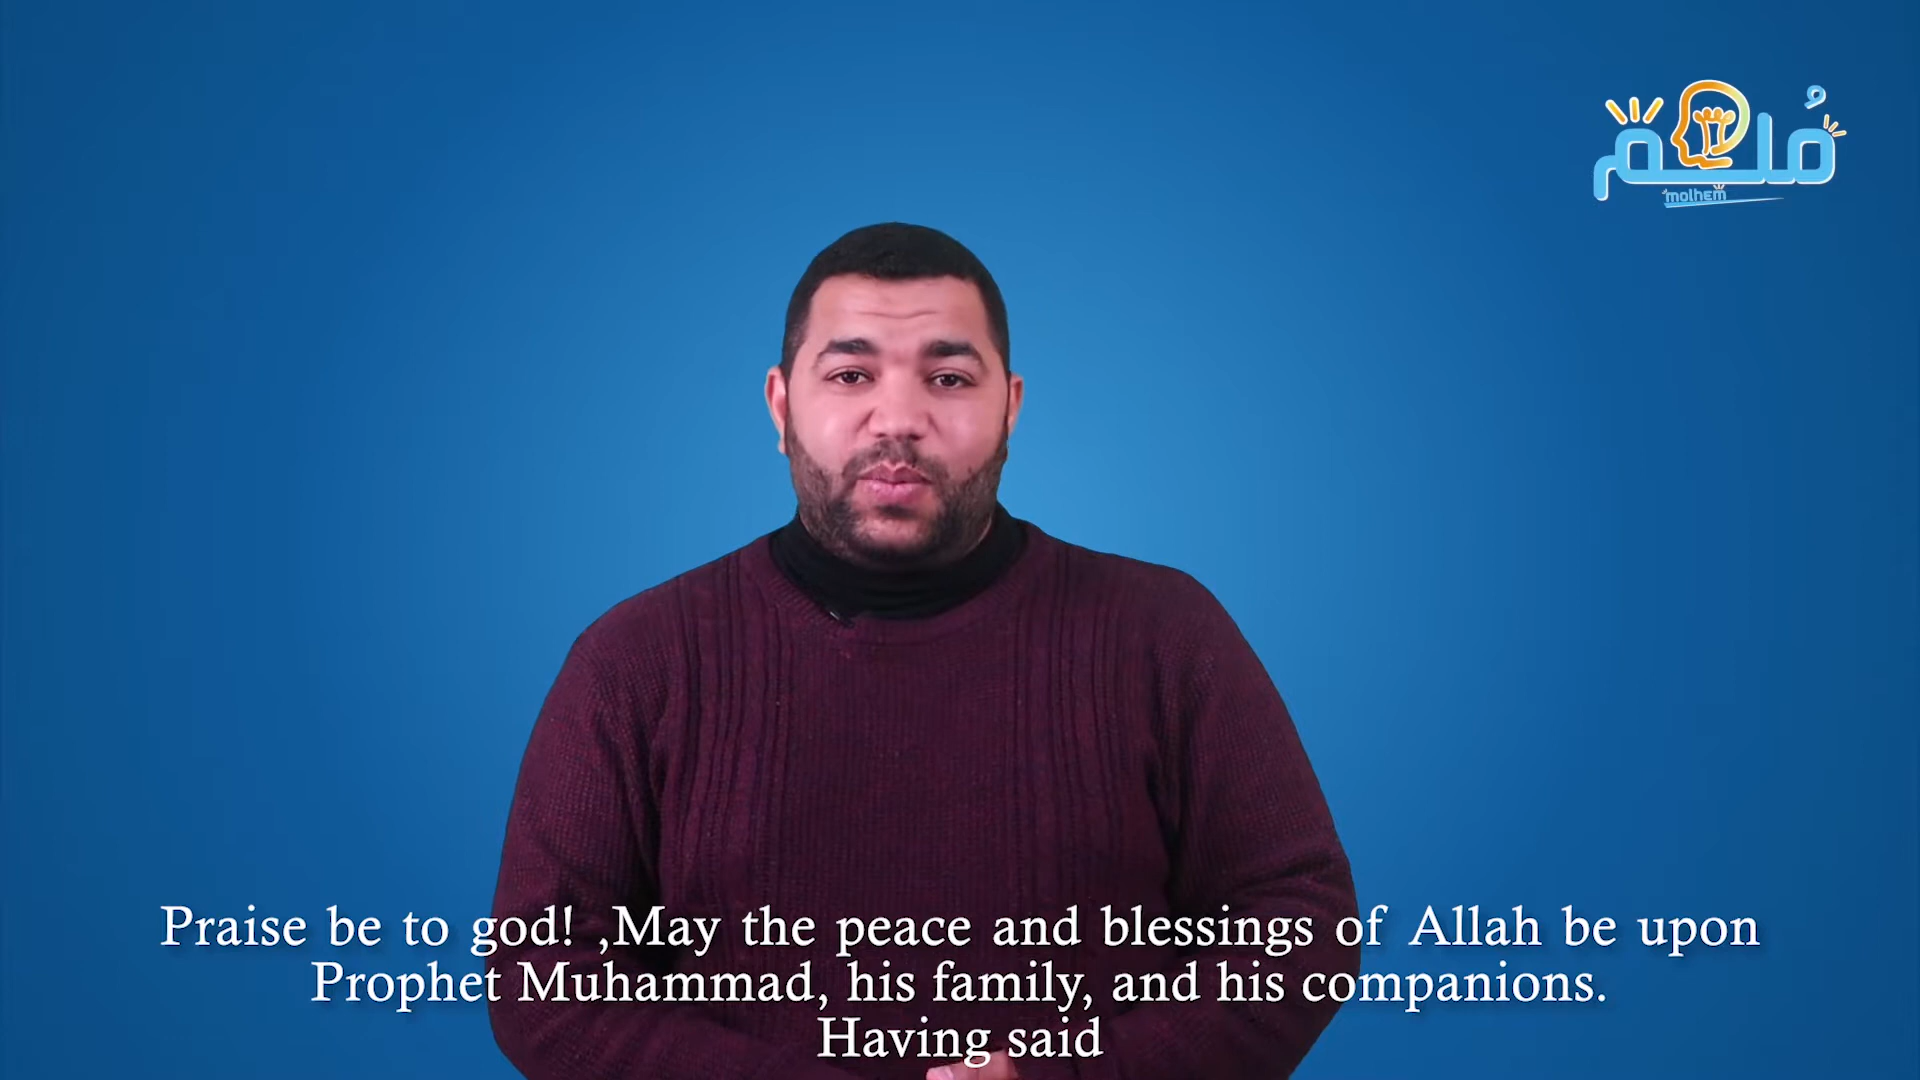 مُلهم
molhem
Praise be to god! ,May the peace and blessings of Allah be upon
Prophet Muhammad, his family, and his companions.
Having said